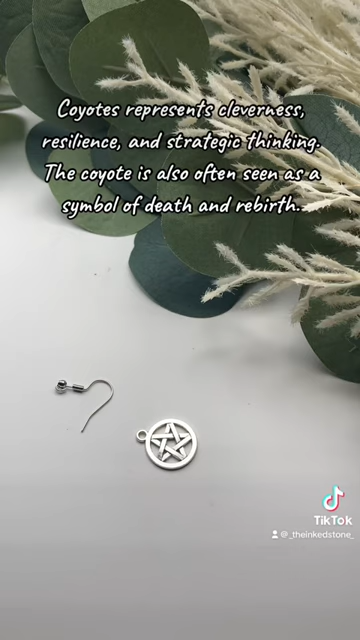 Coyotes represents cleverness,
resilience, and strategic thinking.
The coyote is also often seen as a
symbol of death and rebirth...
TikTok
@_theinkedstone_